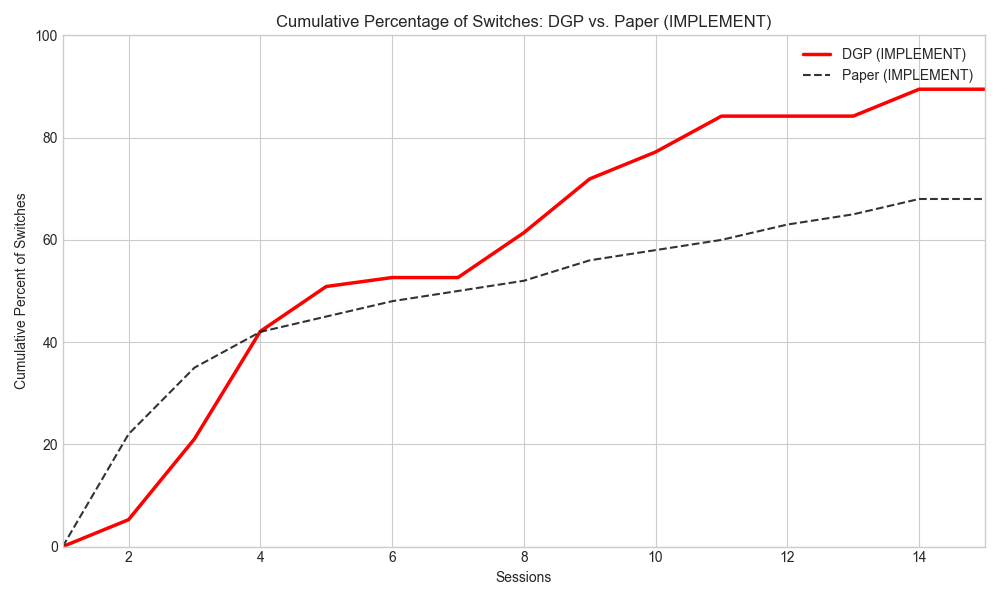 Cumulative Percentage of Switches: DGP vs. Paper (IMPLEMENT)
DGP (IMPLEMENT)
Paper (IMPLEMENT)
Cumulative Percent of Switches
100
80
60
40
20
0
2 4 6 8 10 12 14
Sessions